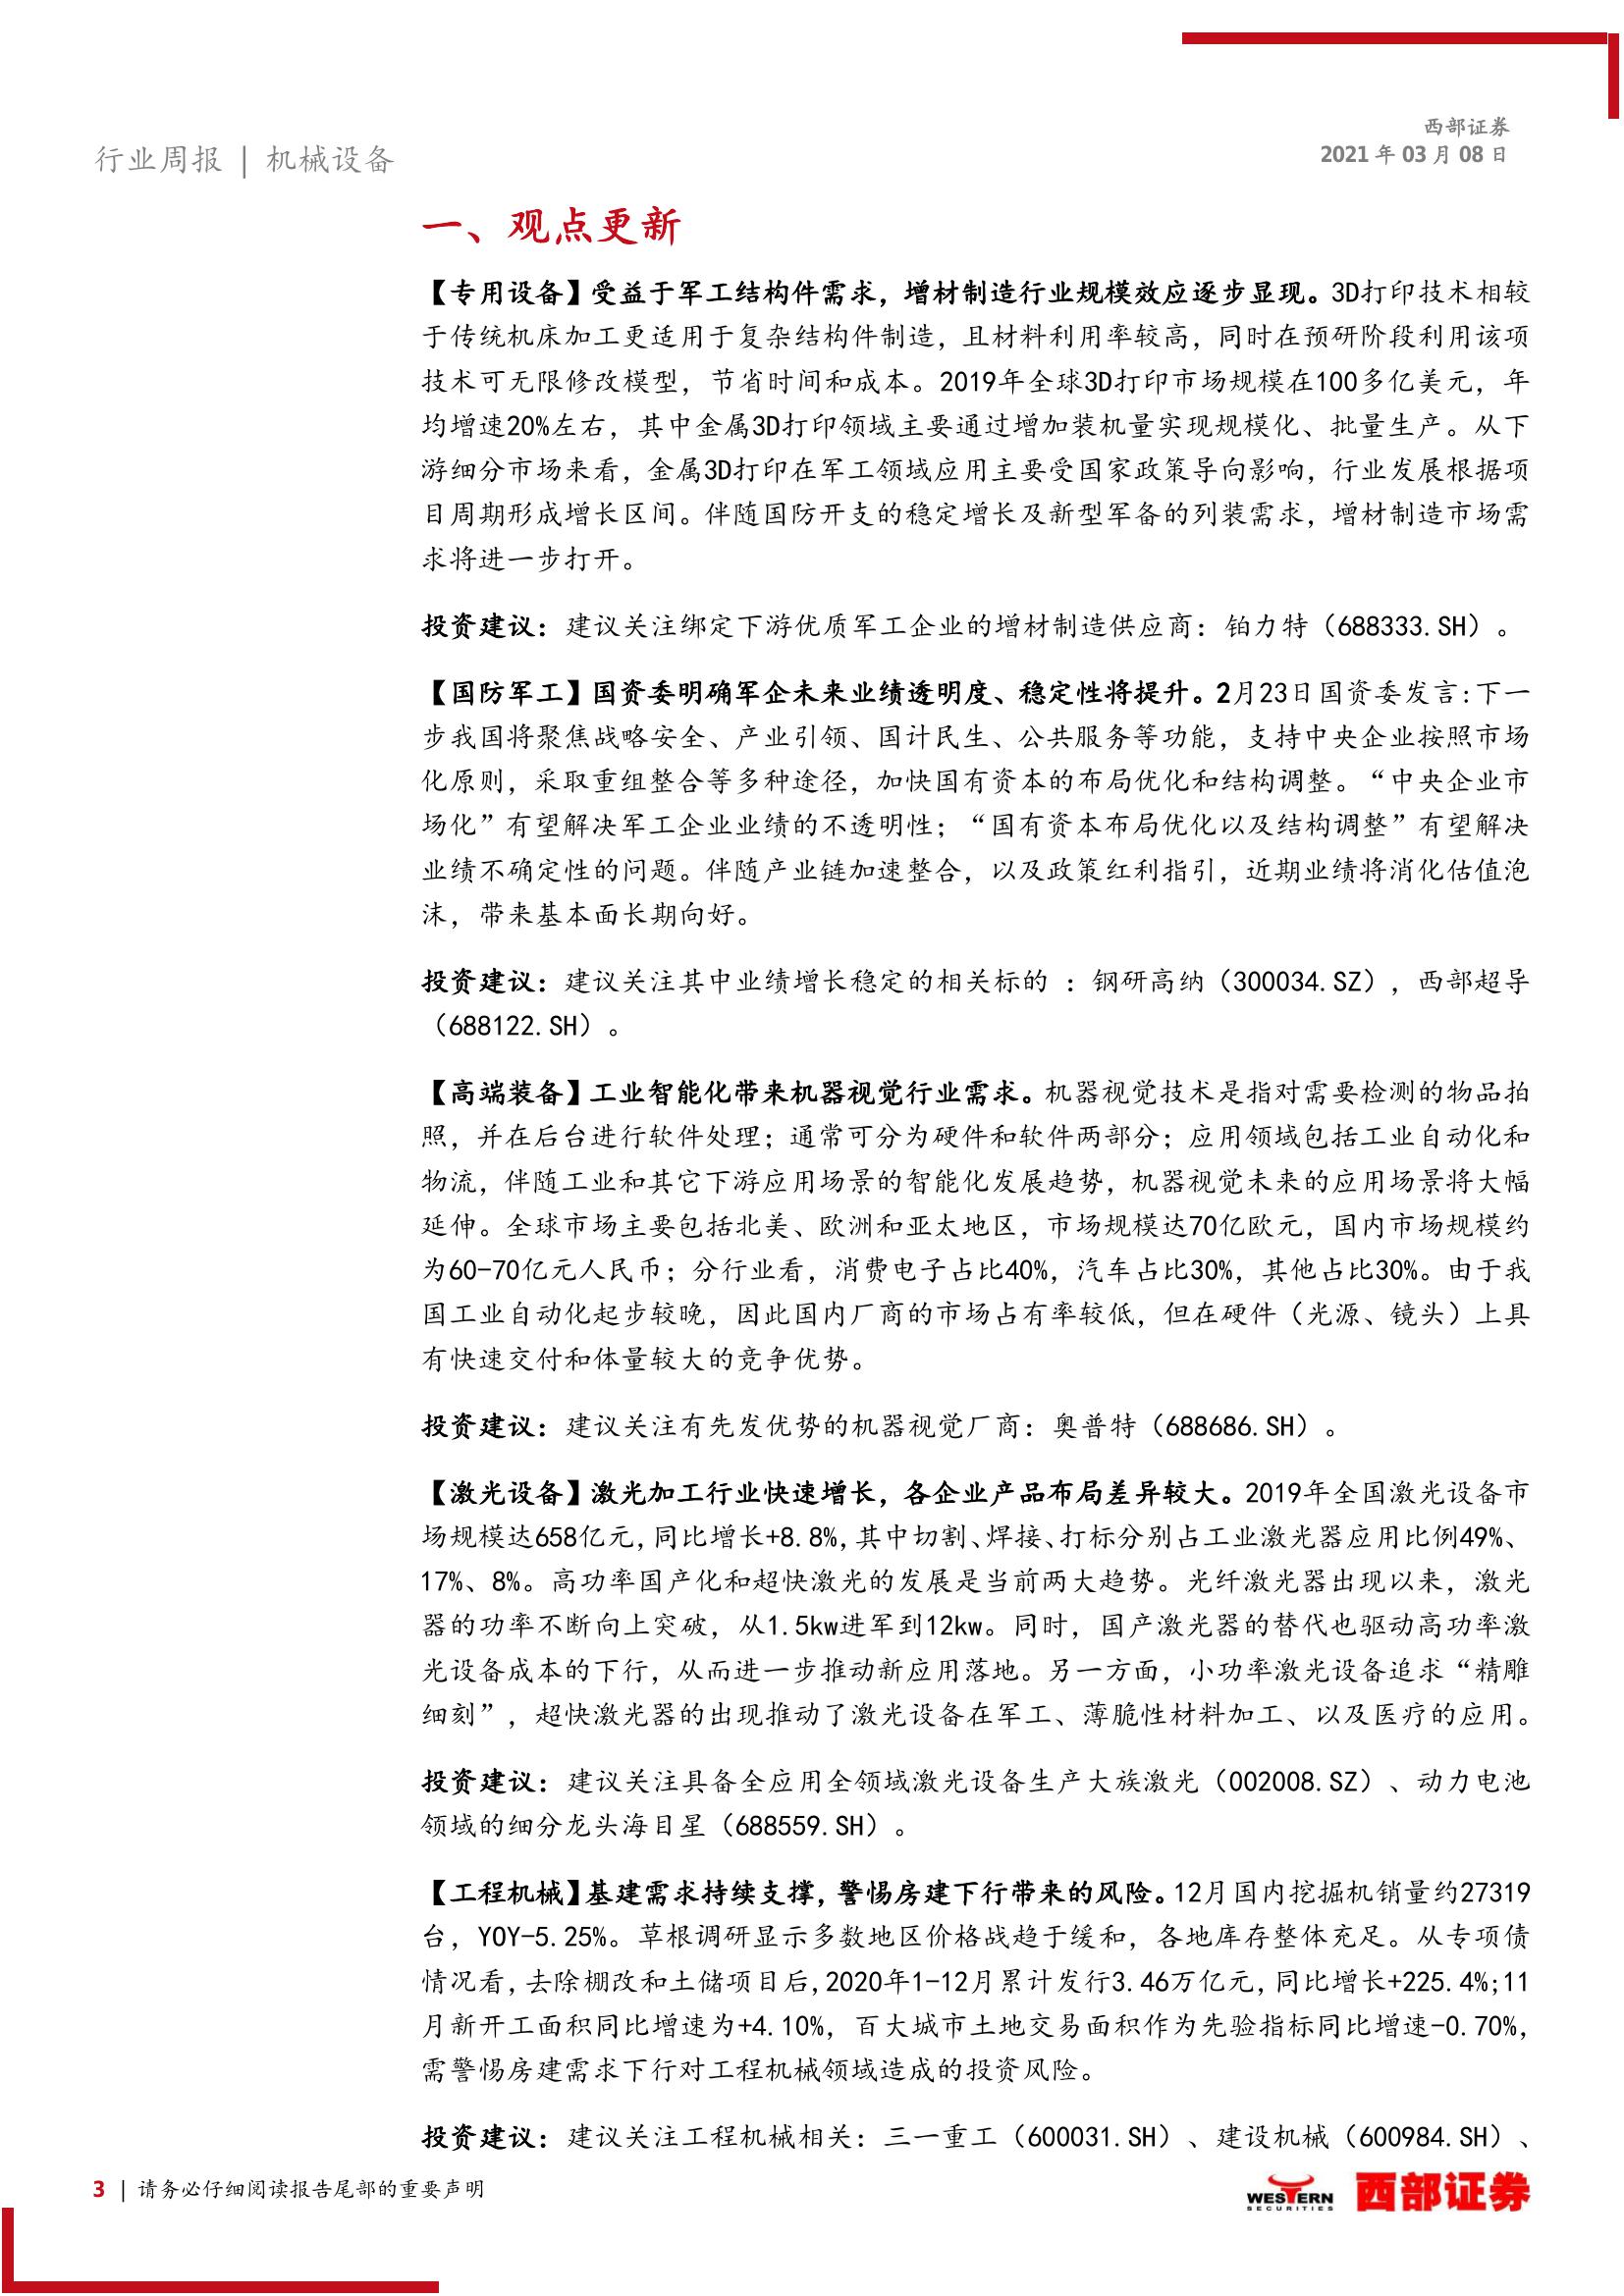 西部证券
2021 年 03 月 08 日
行业周报 | 机械设备
一、观点更新
【专用设备】受益于军工结构件需求，增材制造行业规模效应逐步显现。3D打印技术相较
于传统机床加工更适用于复杂结构件制造，且材料利用率较高，同时在预研阶段利用该项
技术可无限修改模型，节省时间和成本。2019年全球3D打印市场规模在100多亿美元，年
均增速20%左右，其中金属3D打印领域主要通过增加装机量实现规模化、批量生产。从下
游细分市场来看，金属3D打印在军工领域应用主要受国家政策导向影响，行业发展根据项
目周期形成增长区间。伴随国防开支的稳定增长及新型军备的列装需求，增材制造市场需
求将进一步打开。
投资建议：建议关注绑定下游优质军工企业的增材制造供应商：铂力特（688333.SH）。
【国防军工】国资委明确军企未来业绩透明度、稳定性将提升。2月23日国资委发言:下一
步我国将聚焦战略安全、产业引领、国计民生、公共服务等功能，支持中央企业按照市场
化原则，采取重组整合等多种途径，加快国有资本的布局优化和结构调整。“中央企业市
场化”有望解决军工企业业绩的不透明性；“国有资本布局优化以及结构调整”有望解决
业绩不确定性的问题。伴随产业链加速整合，以及政策红利指引，近期业绩将消化估值泡
沫，带来基本面长期向好。
投资建议：建议关注其中业绩增长稳定的相关标的 ：钢研高纳（300034.SZ），西部超导
（688122.SH）。
【高端装备】工业智能化带来机器视觉行业需求。机器视觉技术是指对需要检测的物品拍
照，并在后台进行软件处理；通常可分为硬件和软件两部分；应用领域包括工业自动化和
物流，伴随工业和其它下游应用场景的智能化发展趋势，机器视觉未来的应用场景将大幅
延伸。全球市场主要包括北美、欧洲和亚太地区，市场规模达70亿欧元，国内市场规模约
为60-70亿元人民币；分行业看，消费电子占比40%，汽车占比30%，其他占比30%。由于我
国工业自动化起步较晚，因此国内厂商的市场占有率较低，但在硬件（光源、镜头）上具
有快速交付和体量较大的竞争优势。
投资建议：建议关注有先发优势的机器视觉厂商：奥普特（688686.SH）。
【激光设备】激光加工行业快速增长，各企业产品布局差异较大。2019年全国激光设备市
场规模达658亿元,同比增长+8.8%,其中切割、焊接、打标分别占工业激光器应用比例49%、
17%、8%。高功率国产化和超快激光的发展是当前两大趋势。光纤激光器出现以来，激光
器的功率不断向上突破，从1.5kw进军到12kw。同时，国产激光器的替代也驱动高功率激
光设备成本的下行，从而进一步推动新应用落地。另一方面，小功率激光设备追求“精雕
细刻”，超快激光器的出现推动了激光设备在军工、薄脆性材料加工、以及医疗的应用。
投资建议：建议关注具备全应用全领域激光设备生产大族激光（002008.SZ）、动力电池
领域的细分龙头海目星（688559.SH）。
【工程机械】基建需求持续支撑，警惕房建下行带来的风险。12月国内挖掘机销量约27319
台，YOY-5.25%。草根调研显示多数地区价格战趋于缓和，各地库存整体充足。从专项债
情况看,去除棚改和土储项目后,2020年1-12月累计发行3.46万亿元,同比增长+225.4%;11
月新开工面积同比增速为+4.10%，百大城市土地交易面积作为先验指标同比增速-0.70%，
需警惕房建需求下行对工程机械领域造成的投资风险。
投资建议：建议关注工程机械相关：三一重工（600031.SH）、建设机械（600984.SH）、
3 | 请务必仔细阅读报告尾部的重要声明
WESTERN
SECURITIES
西部证券